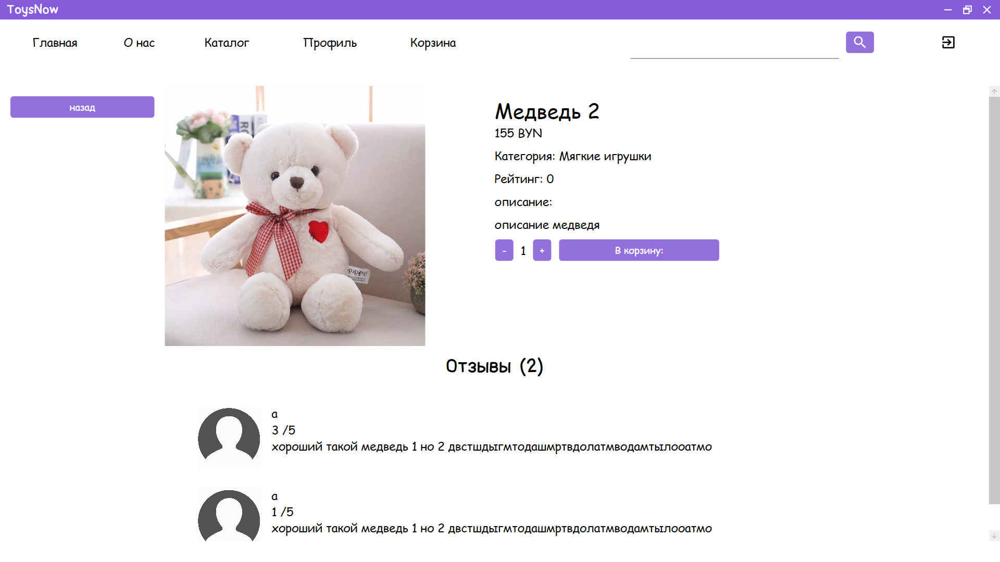 ToysNow
Главная О нас Каталог Профиль Корзина
назад
Медведь 2
155 BYN
Категория: Мягкие игрушки
Рейтинг: 0
описание:
описание медведя
- 1 + В корзину:
Отзывы (2)
а
3 /5
хороший такой медведь 1 но 2 двстшдыгмтодашмртвдолатмводамтылооатмо
а
1 /5
хороший такой медведь 1 но 2 двстшдыгмтодашмртвдолатмводамтылооатмо